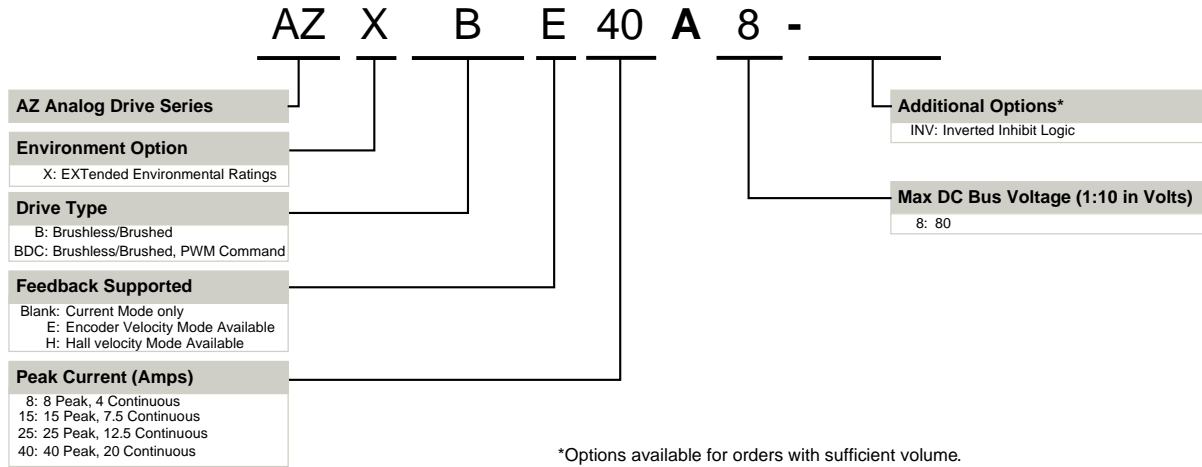 AZ X B E 40 A 8 -
AZ Analog Drive Series
Environment Option
X: EXTended Environmental Ratings
Drive Type
B: Brushless/Brushed
BDC: Brushless/Brushed, PWM Command
Feedback Supported
Blank: Current Mode only
E: Encoder Velocity Mode Available
H: Hall velocity Mode Available
Peak Current (Amps)
8: 8 Peak, 4 Continuous
15: 15 Peak, 7.5 Continuous
25: 25 Peak, 12.5 Continuous
40: 40 Peak, 20 Continuous
Additional Options*
INV: Inverted Inhibit Logic
Max DC Bus Voltage (1:10 in Volts)
8: 80
*Options available for orders with sufficient volume.